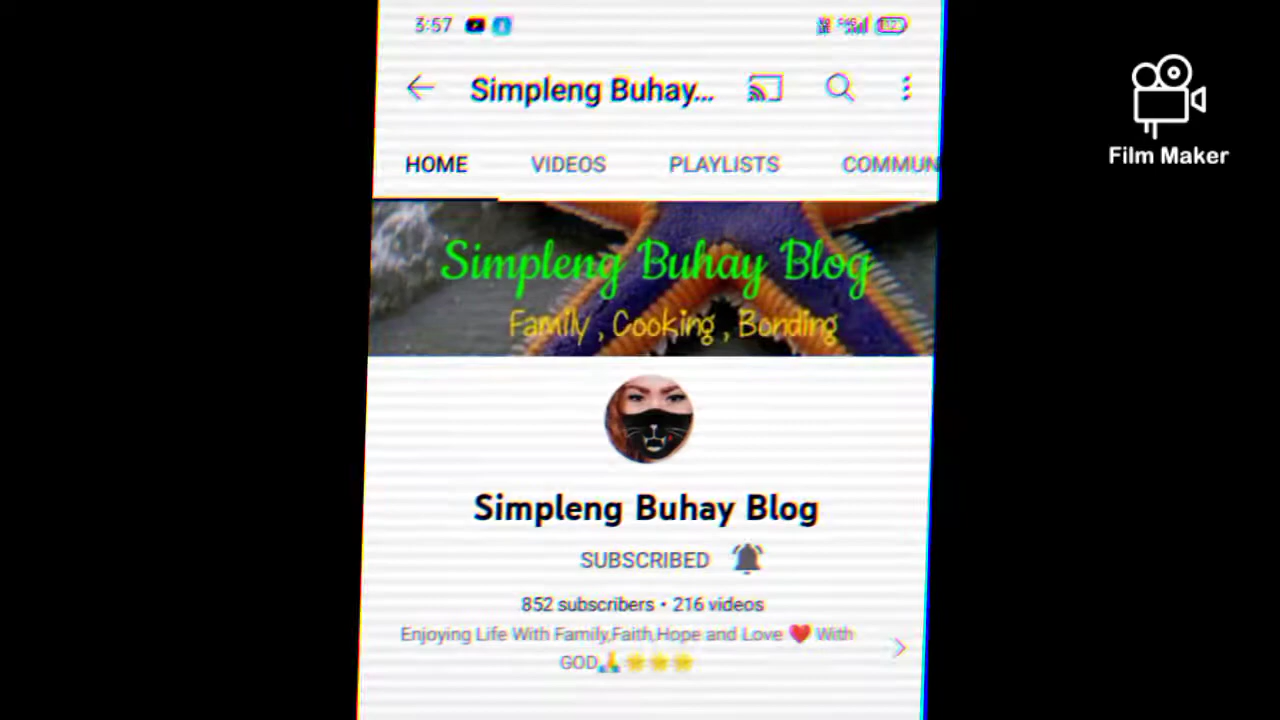 3:57
Simpleng Buhay...
HOME VIDEOS PLAYLISTS COMMUN
Film Maker
Simpleng Buhay Blog
Family , Cooking , Bonding
Simpleng Buhay Blog
SUBSCRIBED
852 subscribers • 216 videos
Enjoying Life With Family,Faith,Hope and Love ❤️ With
GOD🙏⭐⭐⭐